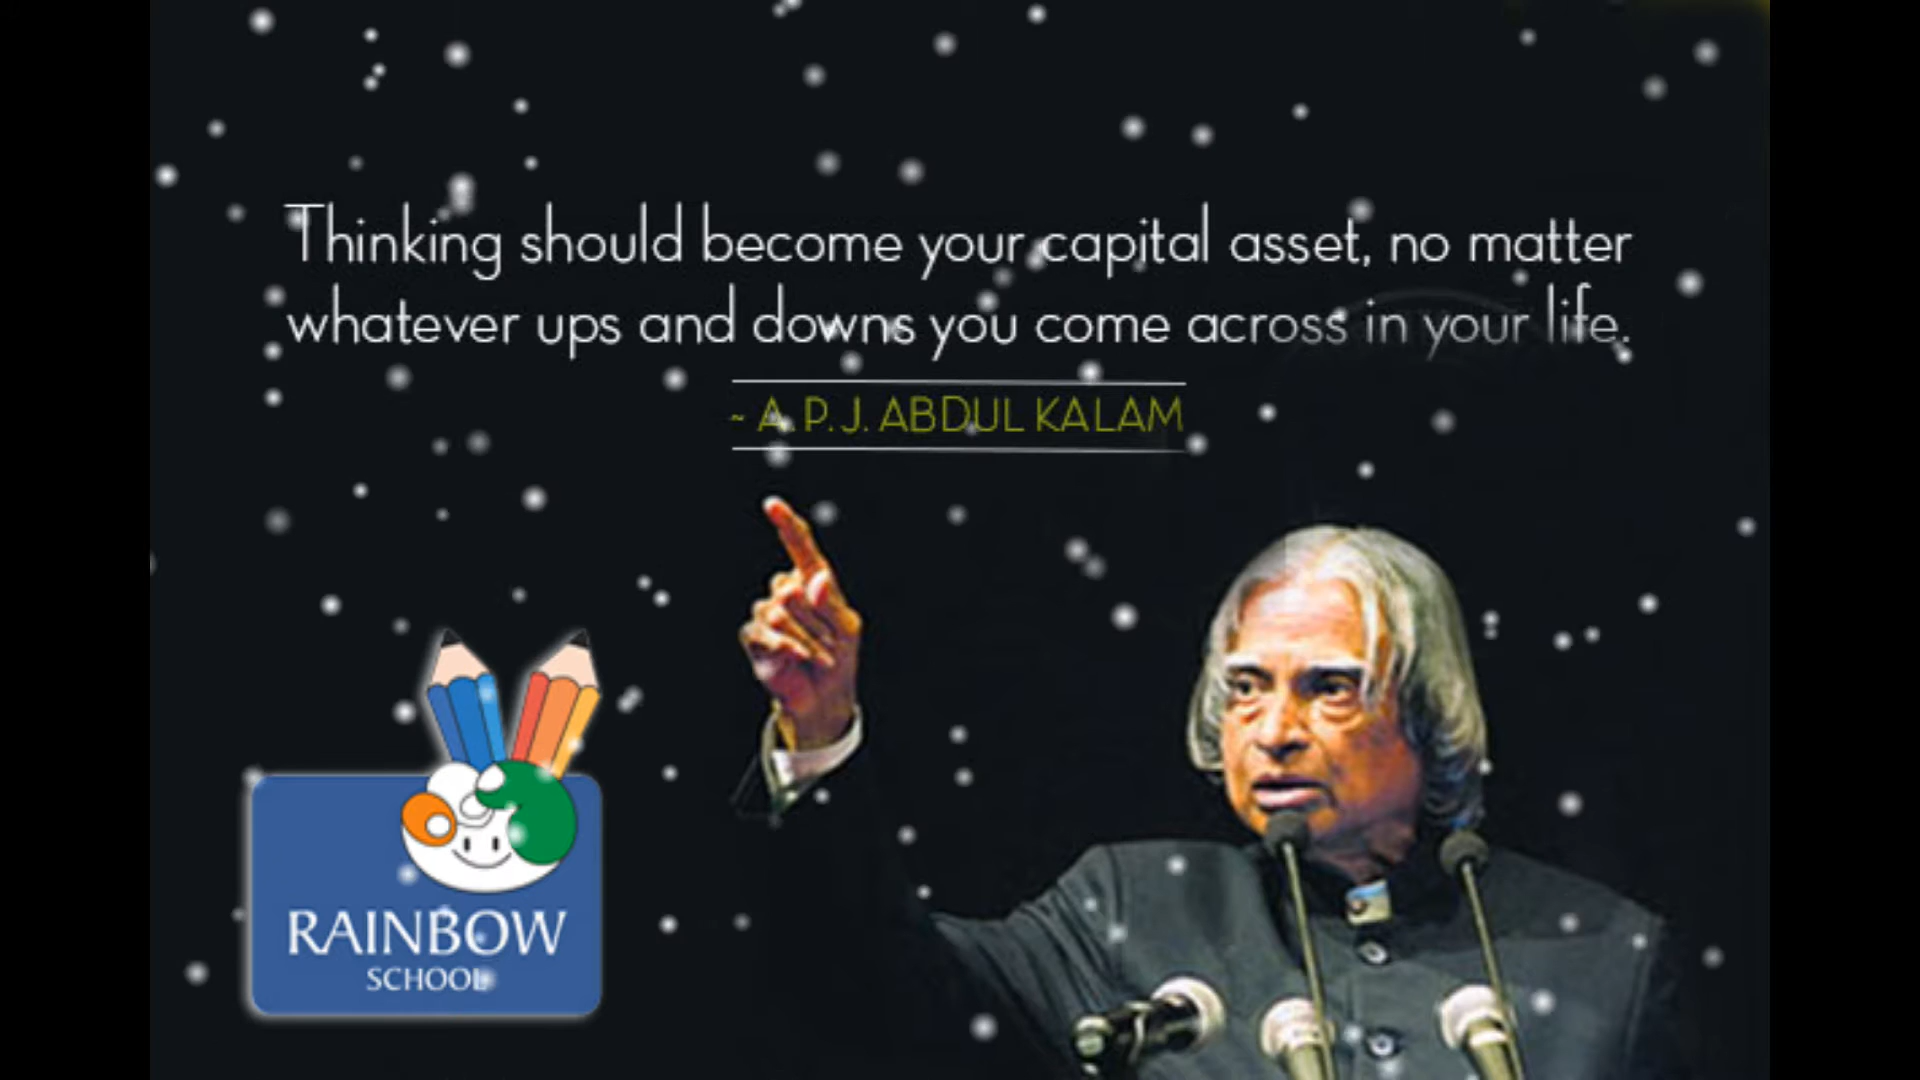 Thinking should become your capital asset, no matter
whatever ups and downs you come across in your life.
~ A. P. J. ABDUL KALAM
RAINBOW
SCHOOL